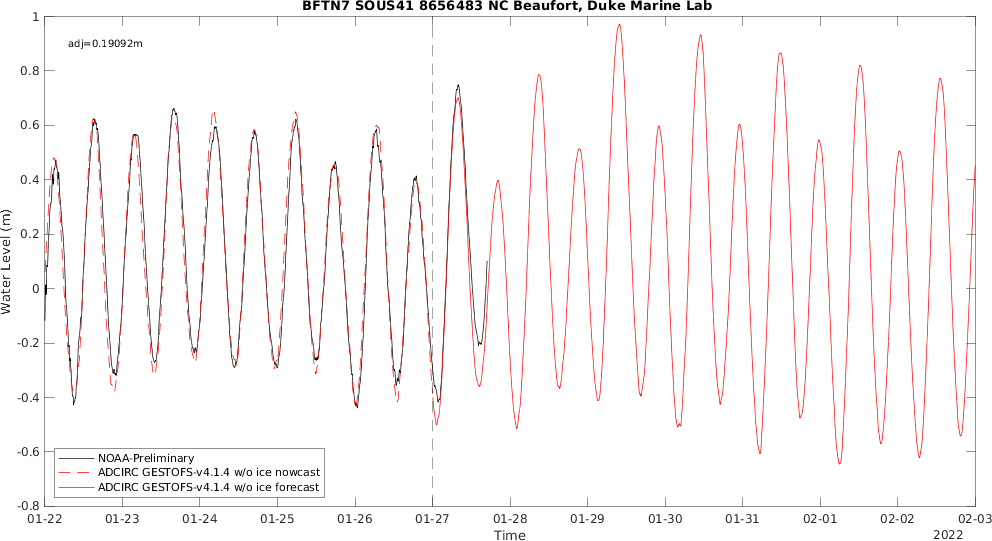 BFTN7 SOUS41 8656483 NC Beaufort, Duke Marine Lab
adj=0.19092m
1
0.8
0.6
0.4
0.2
0
-0.2
-0.4
-0.6
-0.8
Water Level (m)
NOAA-Preliminary
ADCIRC GESTOFS-v4.1.4 w/o ice nowcast
ADCIRC GESTOFS-v4.1.4 w/o ice forecast
01-22 01-23 01-24 01-25 01-26 01-27 01-28 01-29 01-30 01-31 02-01 02-02 02-03
Time
2022